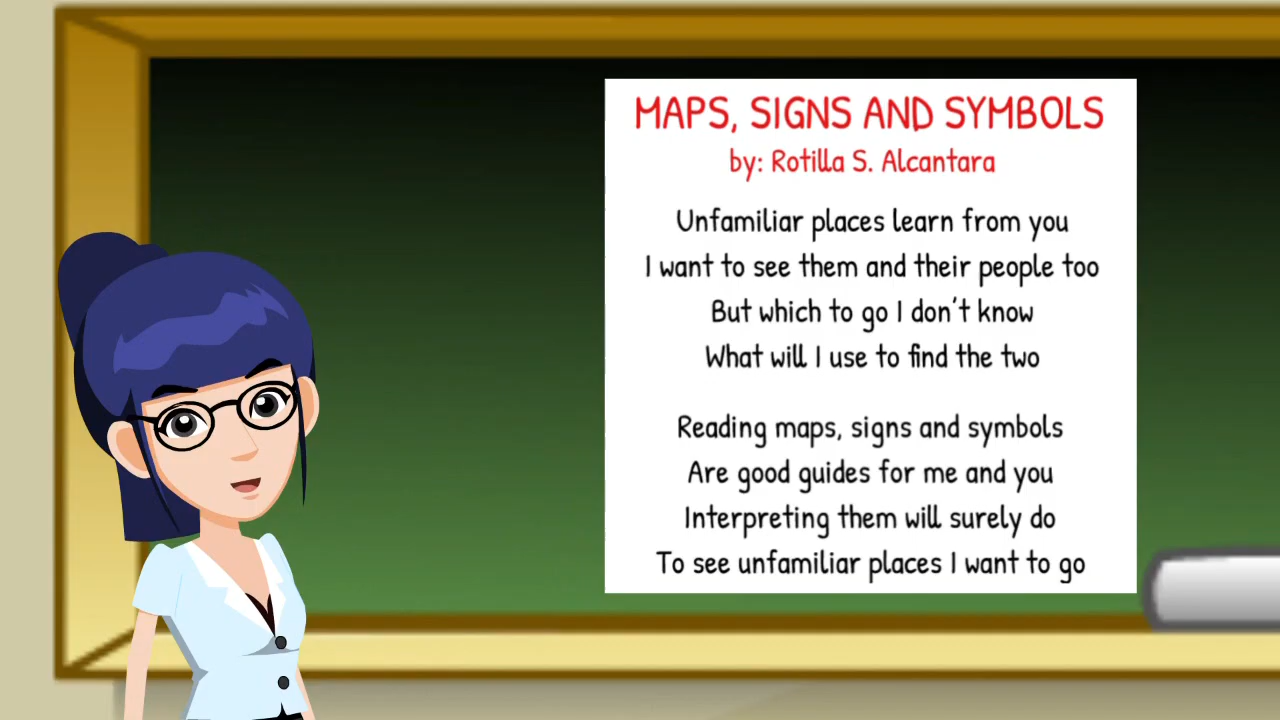 MAPS, SIGNS AND SYMBOLS
by: Rotilla S. Alcantara
Unfamiliar places learn from you
I want to see them and their people too
But which to go I don't know
What will I use to find the two
Reading maps, signs and symbols
Are good guides for me and you
Interpreting them will surely do
To see unfamiliar places I want to go